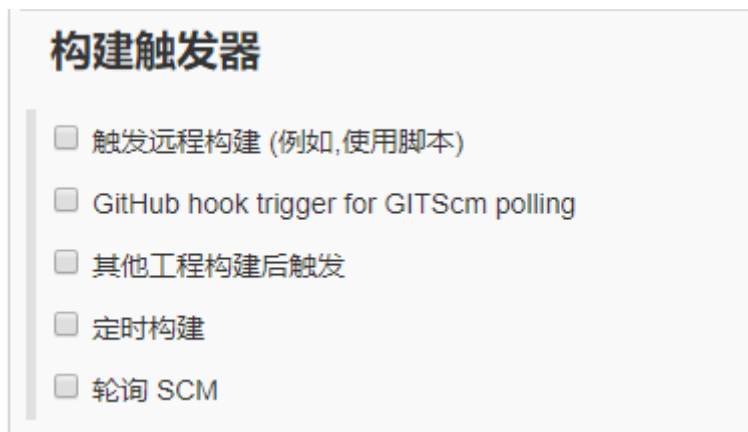 构建触发器
触发远程构建 (例如,使用脚本)
GitHub hook trigger for GITScm polling
其他工程构建后触发
定时构建
轮询 SCM